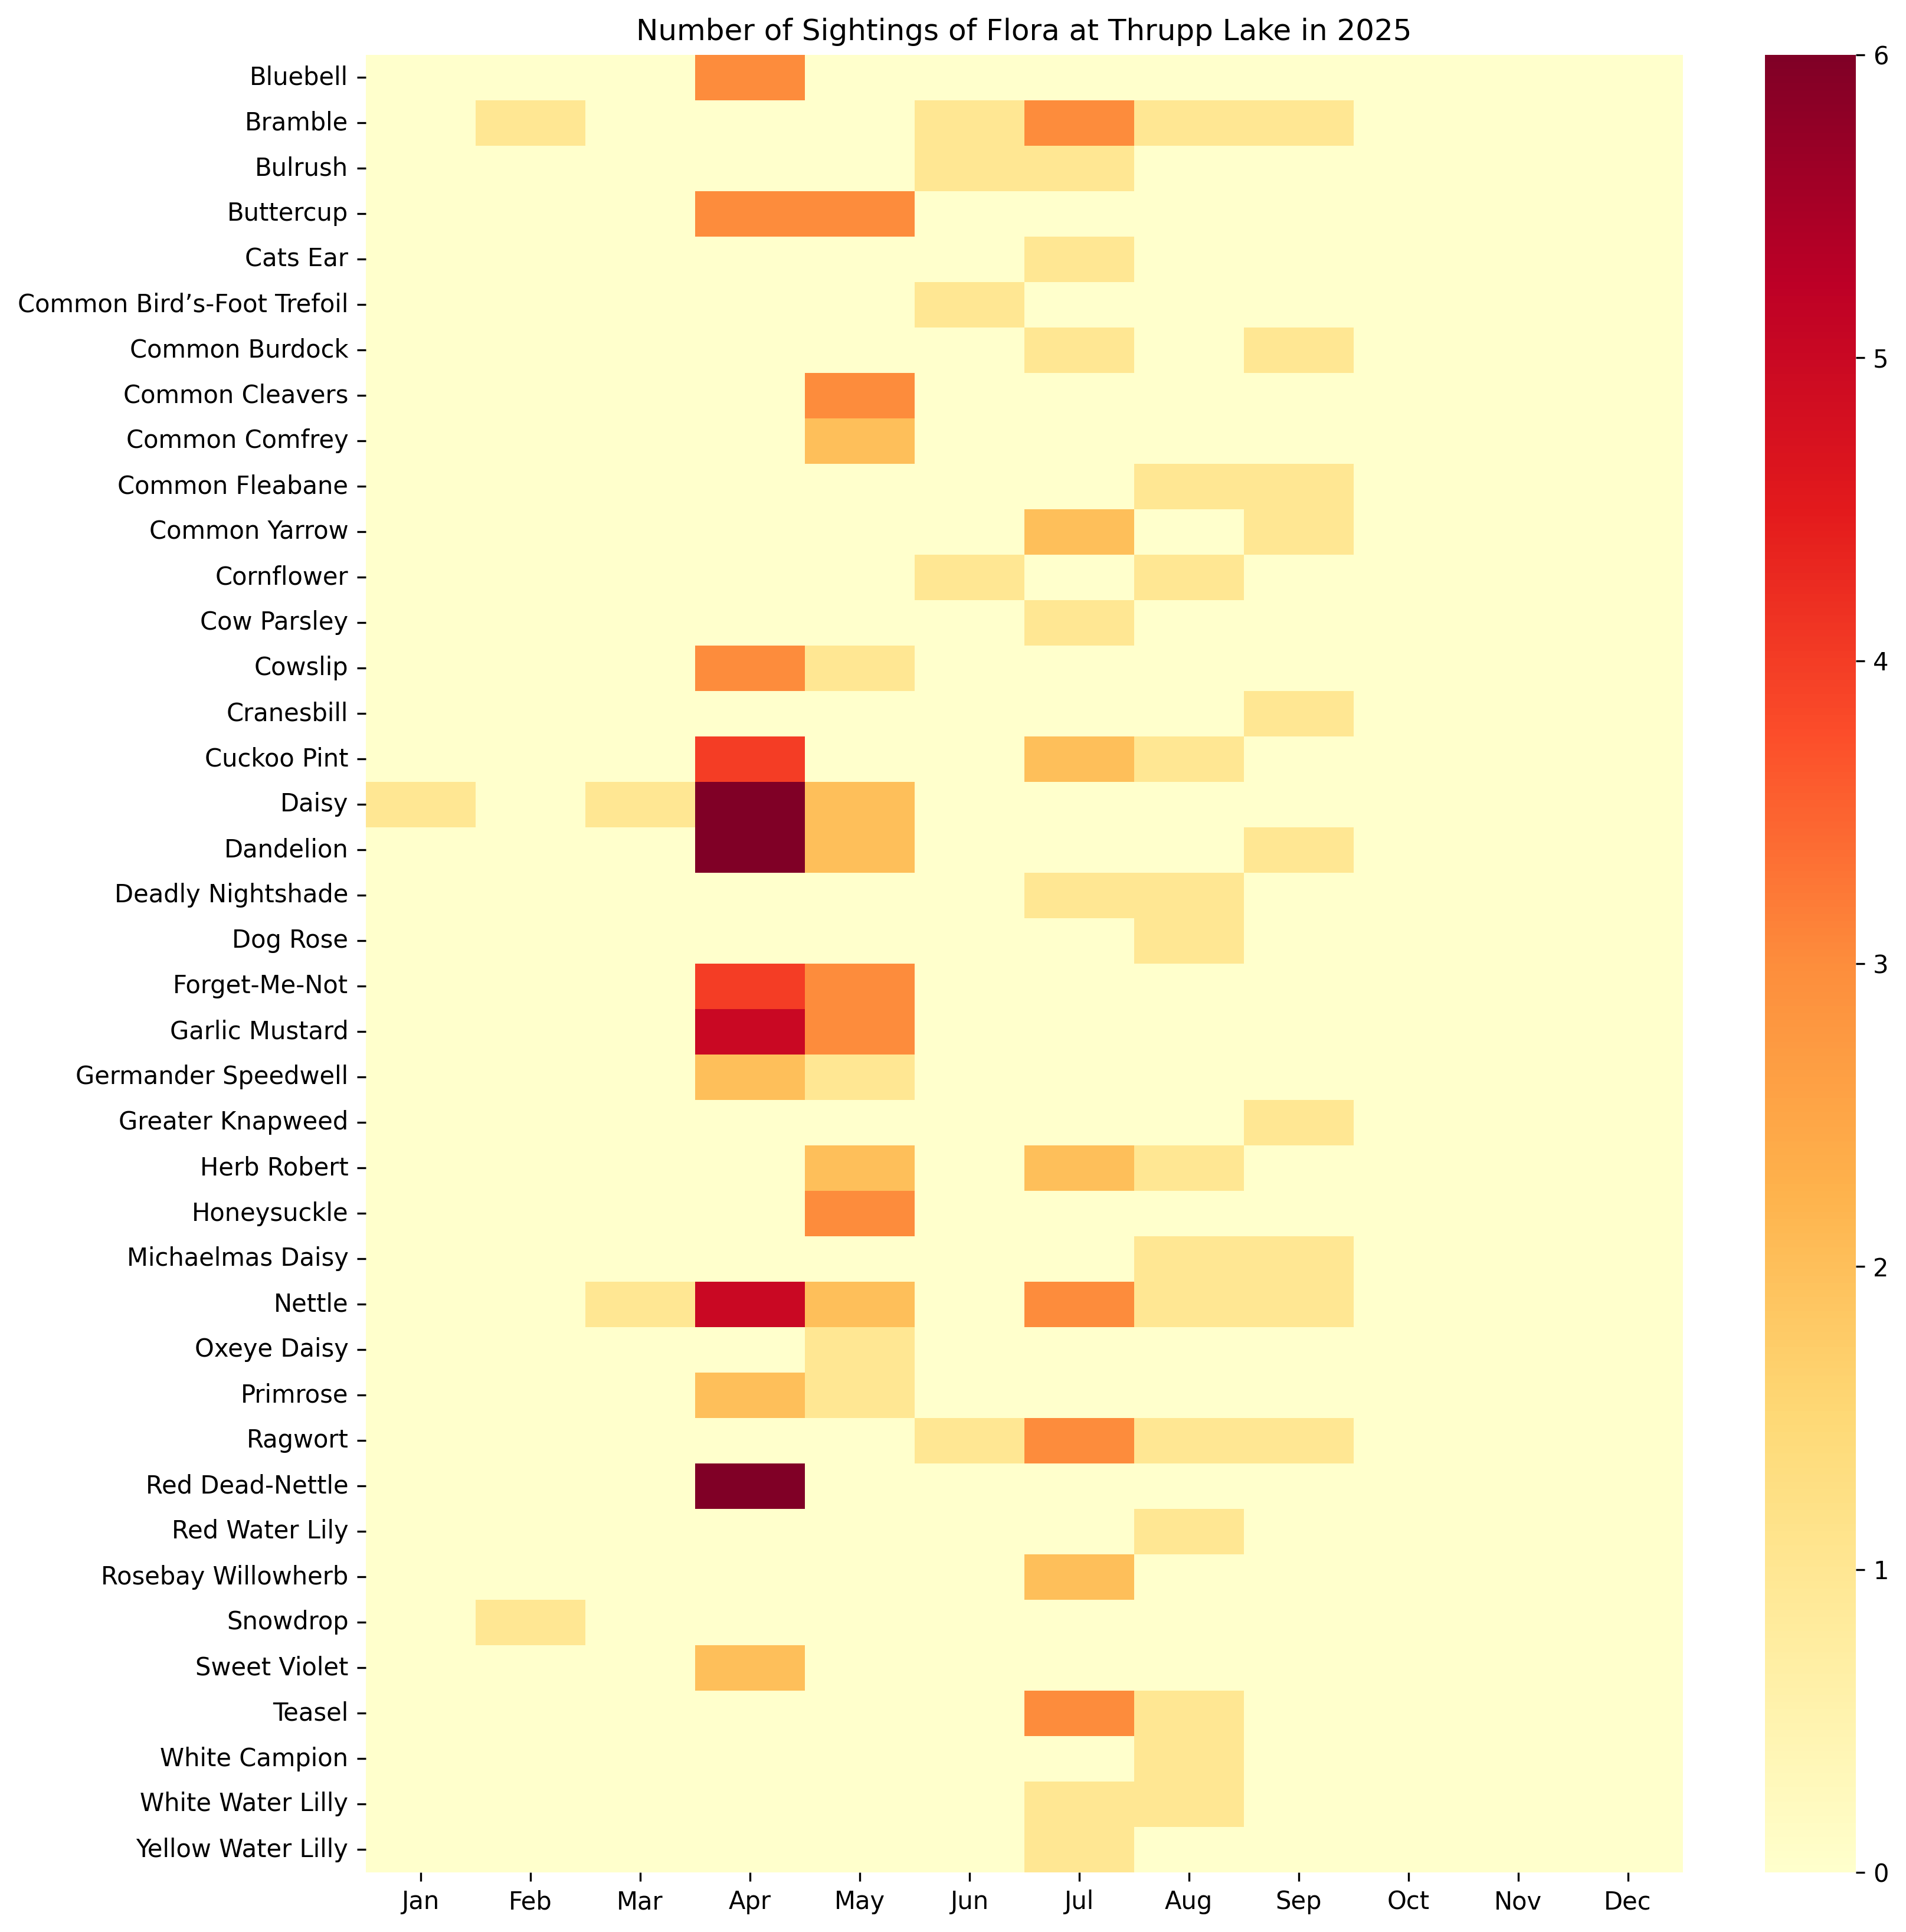 Number of Sightings of Flora at Thrupp Lake in 2025
Bluebell
Bramble
Bulrush
Buttercup
Cats Ear
Common Bird’s-Foot Trefoil
Common Burdock
Common Cleavers
Common Comfrey
Common Fleabane
Common Yarrow
Cornflower
Cow Parsley
Cowslip
Cranesbill
Cuckoo Pint
Daisy
Dandelion
Deadly Nightshade
Dog Rose
Forget-Me-Not
Garlic Mustard
Germander Speedwell
Greater Knapweed
Herb Robert
Honeysuckle
Michaelmas Daisy
Nettle
Oxeye Daisy
Primrose
Ragwort
Red Dead-Nettle
Red Water Lily
Rosebay Willowherb
Snowdrop
Sweet Violet
Teasel
White Campion
White Water Lilly
Yellow Water Lilly
Jan Feb Mar Apr May Jun Jul Aug Sep Oct Nov Dec
6
5
4
3
2
1
0